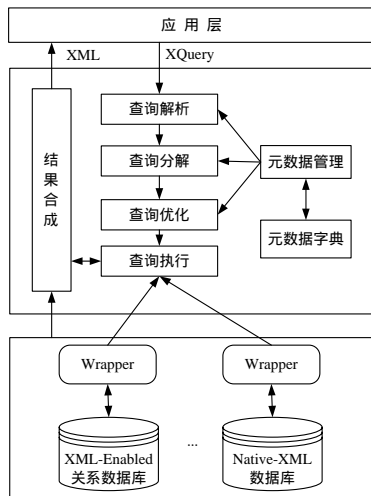 应用层
XML
XQuery
查询解析
查询分解
查询优化
查询执行
结果合成
元数据管理
元数据字典
Wrapper
Wrapper
XML-Enabled
关系数据库
...
Native-XML
数据库